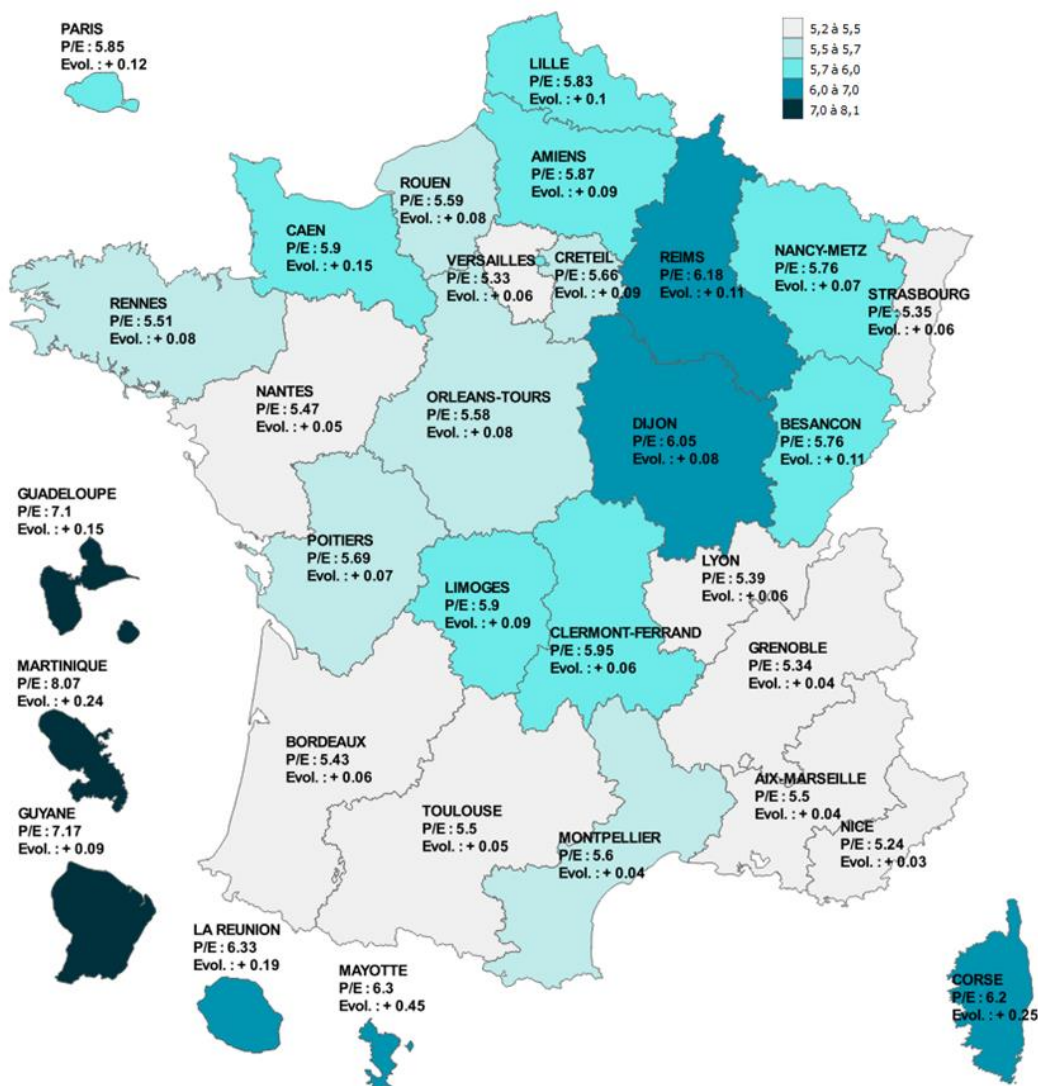 PARIS
P/E : 5.85
Evol. : + 0.12
5,2 à 5,5
5,5 à 5,7
5,7 à 6,0
6,0 à 7,0
7,0 à 8,1
LILLE
P/E : 5.83
Evol. : + 0.1
AMIENS
P/E : 5.87
Evol. : + 0.09
ROUEN
P/E : 5.59
Evol. : + 0.08
CAEN
P/E : 5.9
Evol. : + 0.15
VERSAILLES
P/E : 5.33
Evol. : + 0.06
CRETEIL
P/E : 5.66
Evol. : + 0.09
REIMS
P/E : 6.18
Evol. : + 0.11
NANCY-METZ
P/E : 5.76
Evol. : + 0.07
STRASBOURG
P/E : 5.35
Evol. : + 0.06
RENNES
P/E : 5.51
Evol. : + 0.08
NANTES
P/E : 5.47
Evol. : + 0.05
ORLEANS-TOURS
P/E : 5.58
Evol. : + 0.08
DIJON
P/E : 6.05
Evol. : + 0.08
BESANCON
P/E : 5.76
Evol. : + 0.11
GUADELOUPE
P/E : 7.1
Evol. : + 0.15
POITIERS
P/E : 5.69
Evol. : + 0.07
LIMOGES
P/E : 5.9
Evol. : + 0.09
CLERMONT-FERRAND
P/E : 5.95
Evol. : + 0.06
LYON
P/E : 5.39
Evol. : + 0.06
GRENOBLE
P/E : 5.34
Evol. : + 0.04
MARTINIQUE
P/E : 8.07
Evol. : + 0.24
BORDEAUX
P/E : 5.43
Evol. : + 0.06
TOULOUSE
P/E : 5.5
Evol. : + 0.05
MONTPELLIER
P/E : 5.6
Evol. : + 0.04
AIX-MARSEILLE
P/E : 5.5
Evol. : + 0.04
NICE
P/E : 5.24
Evol. : + 0.03
GUYANE
P/E : 7.17
Evol. : + 0.09
LA REUNION
P/E : 6.33
Evol. : + 0.19
MAYOTTE
P/E : 6.3
Evol. : + 0.45
CORSE
P/E : 6.2
Evol. : + 0.25